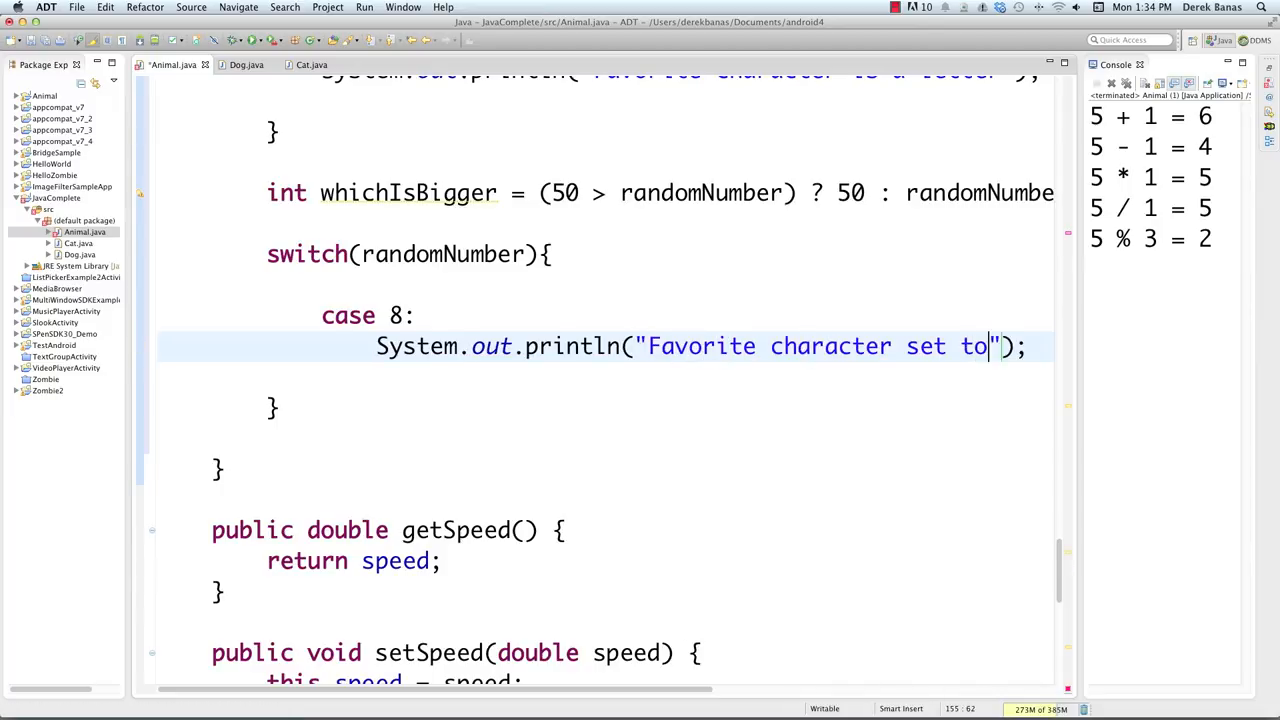 ADT File Edit Refactor Source Navigate Search Project Run Window Help 10 Mon 1:34 PM Derek Banas
Java - JavaComplete/src/Animal.java - ADT - /Users/derekbanas/Documents/android4
Quick Access Java DDMS
Package Exp
*Animal.java Dog.java Cat.java
Console
<terminated> Animal (1) [Java Application] /S
Animal
appcompat_v7
appcompat_v7_2
appcompat_v7_3
appcompat_v7_4
BridgeSample
HelloWorld
HelloZombie
ImageFilterSampleApp
JavaComplete
src
(default package)
Animal.java
Cat.java
Dog.java
JRE System Library [Ja
ListPickerExample2Activi
MediaBrowser
MultiWindowSDKExample
MusicPlayerActivity
SlookActivity
SPenSDK30_Demo
TestAndroid
TextGroupActivity
VideoPlayerActivity
Zombie
Zombie2
System.out.println("Favorite character is a letter");
}
int whichIsBigger = (50 > randomNumber) ? 50 : randomNumbe
switch(randomNumber){
case 8:
System.out.println("Favorite character set to");
}
}
public double getSpeed() {
return speed;
}
public void setSpeed(double speed) {
this.speed = speed;
5 + 1 = 6
5 - 1 = 4
5 * 1 = 5
5 / 1 = 5
5 % 3 = 2
Writable Smart Insert 155 : 62 273M of 385M